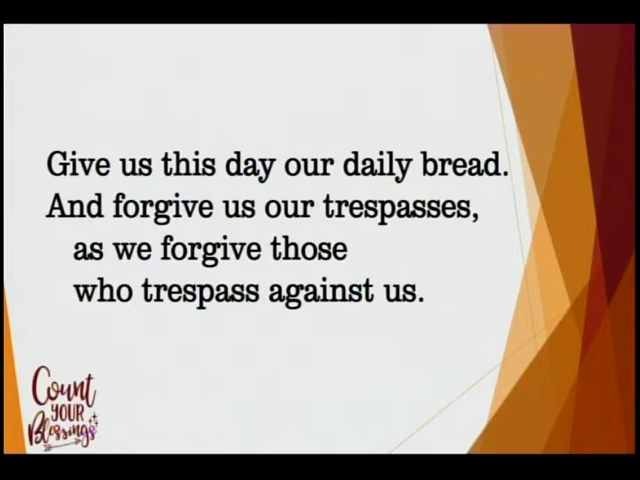 Give us this day our daily bread.
And forgive us our trespasses,
as we forgive those
who trespass against us.
Count
YOUR
Blessings